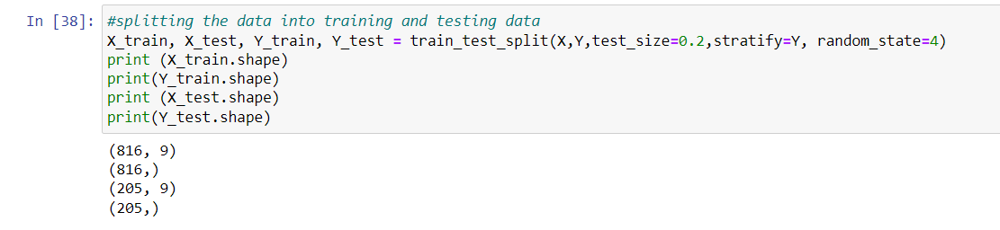 In [38]: #splitting the data into training and testing data
X_train, X_test, Y_train, Y_test = train_test_split(X,Y,test_size=0.2,stratify=Y, random_state=4)
print (X_train.shape)
print(Y_train.shape)
print (X_test.shape)
print(Y_test.shape)
(816, 9)
(816,)
(205, 9)
(205,)